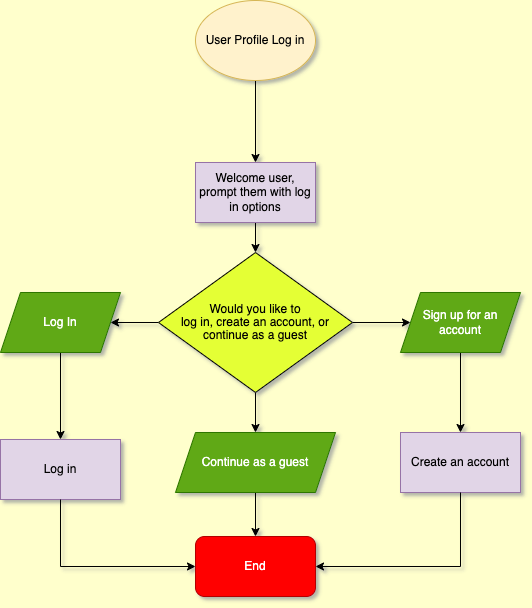 User Profile Log in
Welcome user,
prompt them with log
in options
Would you like to
log in, create an account, or
continue as a guest
Log In
Sign up for an
account
Log in
Continue as a guest
Create an account
End